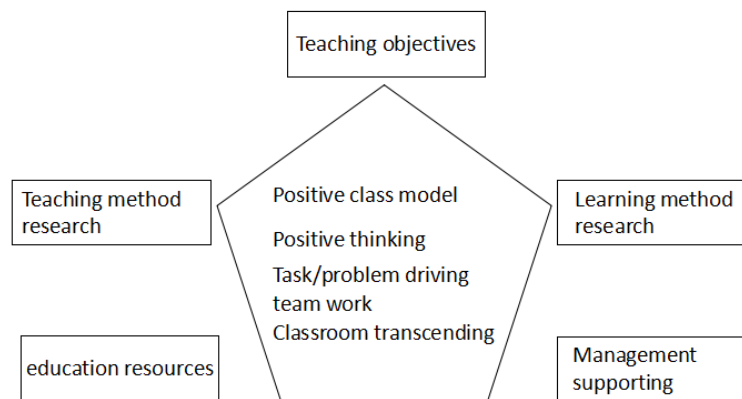 Teaching objectives
Teaching method
research
Positive class model
Positive thinking
Task/problem driving
team work
Classroom transcending
Learning method
research
education resources
Management
supporting